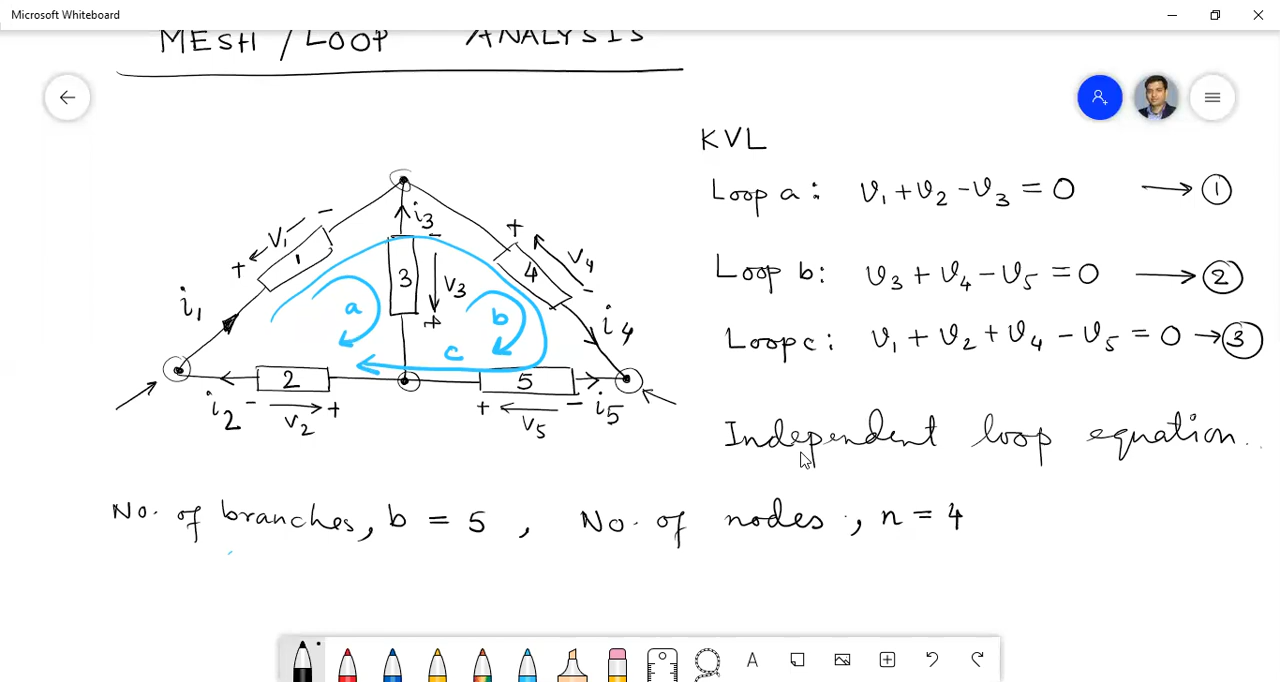 Microsoft Whiteboard
MESH / LOOP ANALYSIS
KVL
Loop a : v₁ + v₂ - v₃ = 0 → ①
Loop b : v₃ + v₄ - v₅ = 0 → ②
Loop c : v₁ + v₂ + v₄ - v₅ = 0 → ③
Independent loop equation..
+ v₁ -
1
i₁
i₃
3
- v₃ +
+ v₄ -
4
i₄
a
b
c
2
i₂ - v₂ +
5
+ v₅ - i₅
No. of branches, b = 5 , No. of nodes , n = 4
A